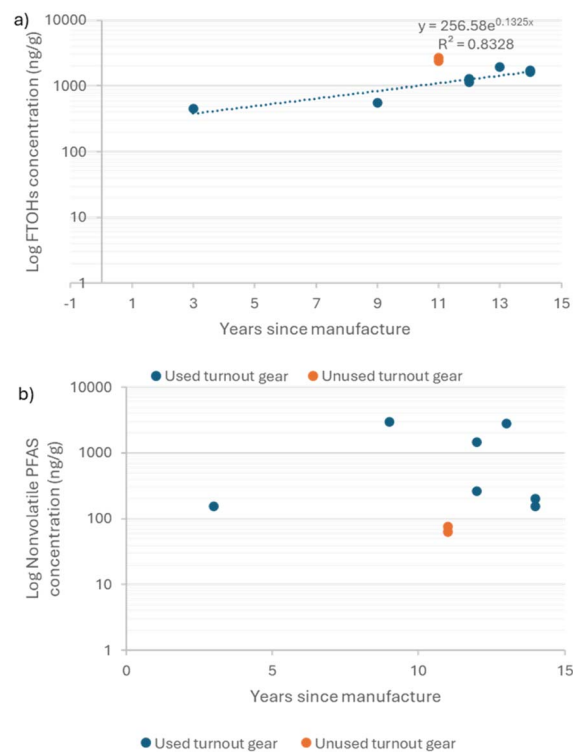 a)
10000
y = 256.58e^0.1325x
R² = 0.8328
1000
100
10
1
Log FTOHs concentration (ng/g)
-1 1 3 5 7 9 11 13 15
Years since manufacture
Used turnout gear Unused turnout gear
b)
10000
1000
100
10
1
Log Nonvolatile PFAS
concentration (ng/g)
0 5 10 15
Years since manufacture
Used turnout gear Unused turnout gear